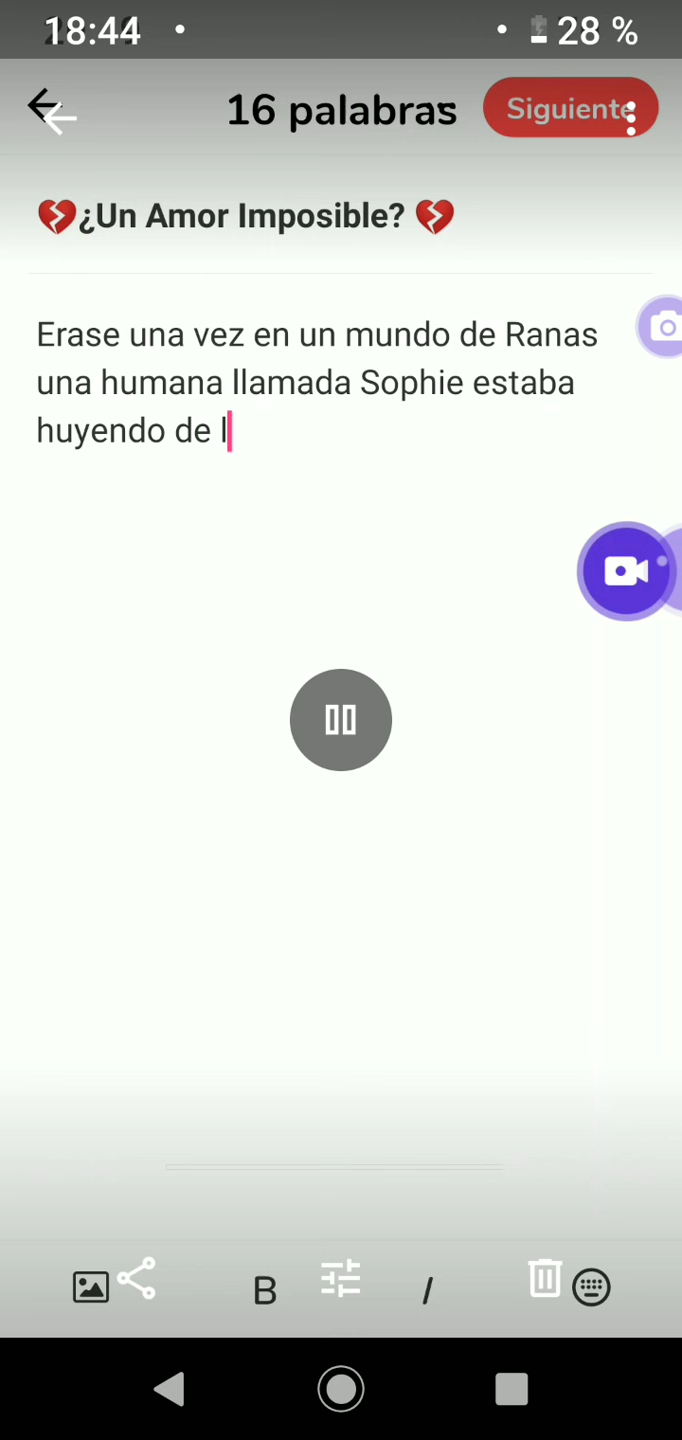 18:44 28 %
16 palabras Siguiente
💔¿Un Amor Imposible? 💔
Erase una vez en un mundo de Ranas
una humana llamada Sophie estaba
huyendo de l
B I